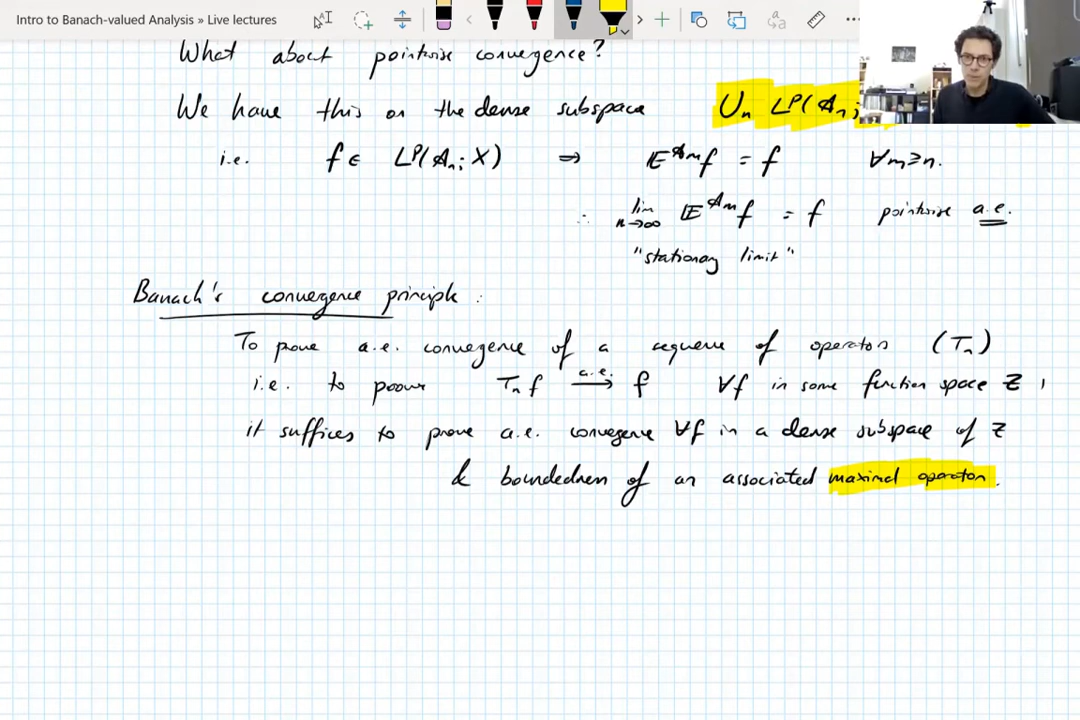 Intro to Banach-valued Analysis » Live lectures
What about pointwise convergence?
We have this on the dense subspace ∪ₙ Lᵖ(𝒜ₙ;
i.e. f ∈ Lᵖ(𝒜ₙ; X) ⇒ 𝔼^𝒜ₘ f = f ∀m≥n.
∴ lim n→∞ 𝔼^𝒜ₘ f = f pointwise a.e.
"stationary limit"
Banach's convergence principle :
To prove a.e. convergence of a sequence of operators (Tₙ)
i.e. to prove Tₙ f a.e. → f ∀f in some function space Z ,
it suffices to prove a.e. convergence ∀f in a dense subspace of Z
& boundedness of an associated maximal operator.